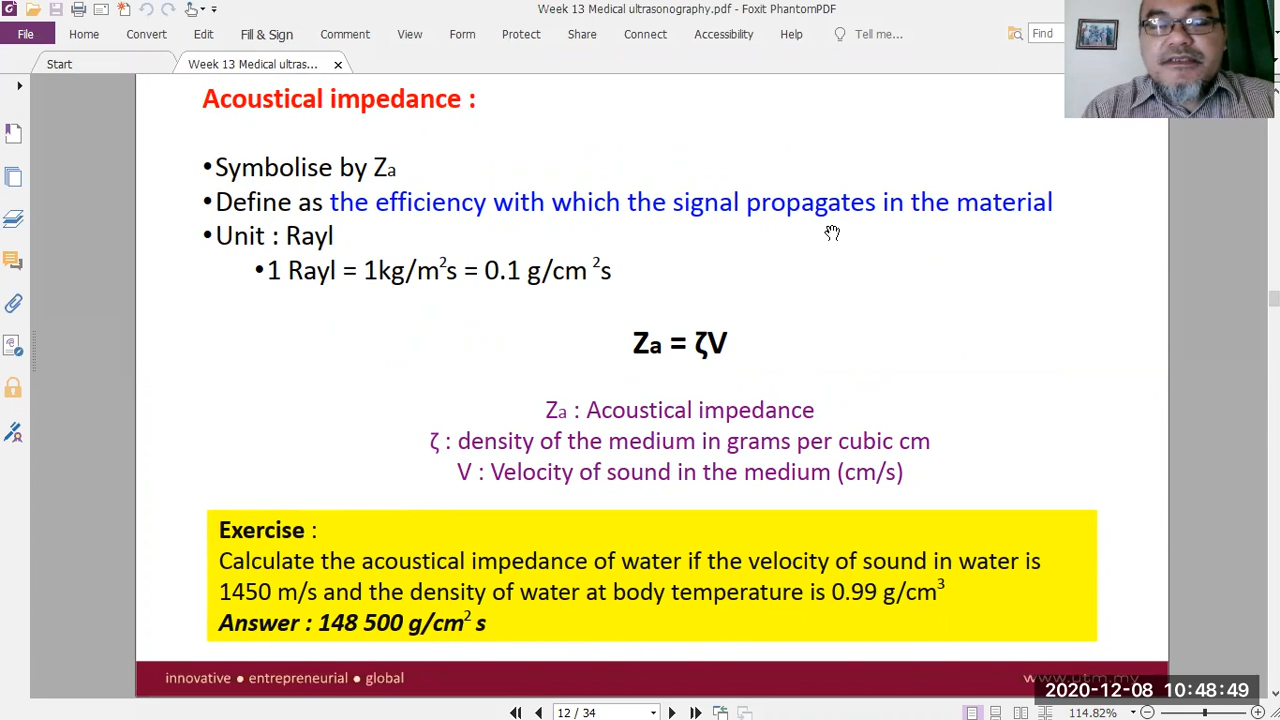 Week 13 Medical ultrasonography.pdf - Foxit PhantomPDF
File Home Convert Edit Fill & Sign Comment View Form Protect Share Connect Accessibility Help Tell me... Find
Start Week 13 Medical ultras...
Acoustical impedance :
•Symbolise by Za
•Define as the efficiency with which the signal propagates in the material
•Unit : Rayl
•1 Rayl = 1kg/m²s = 0.1 g/cm ²s
Za = ζV
Za : Acoustical impedance
ζ : density of the medium in grams per cubic cm
V : Velocity of sound in the medium (cm/s)
Exercise :
Calculate the acoustical impedance of water if the velocity of sound in water is
1450 m/s and the density of water at body temperature is 0.99 g/cm³
Answer : 148 500 g/cm² s
innovative ● entrepreneurial ● global
www.utm.my
2020-12-08 10:48:49
12 / 34
114.82%